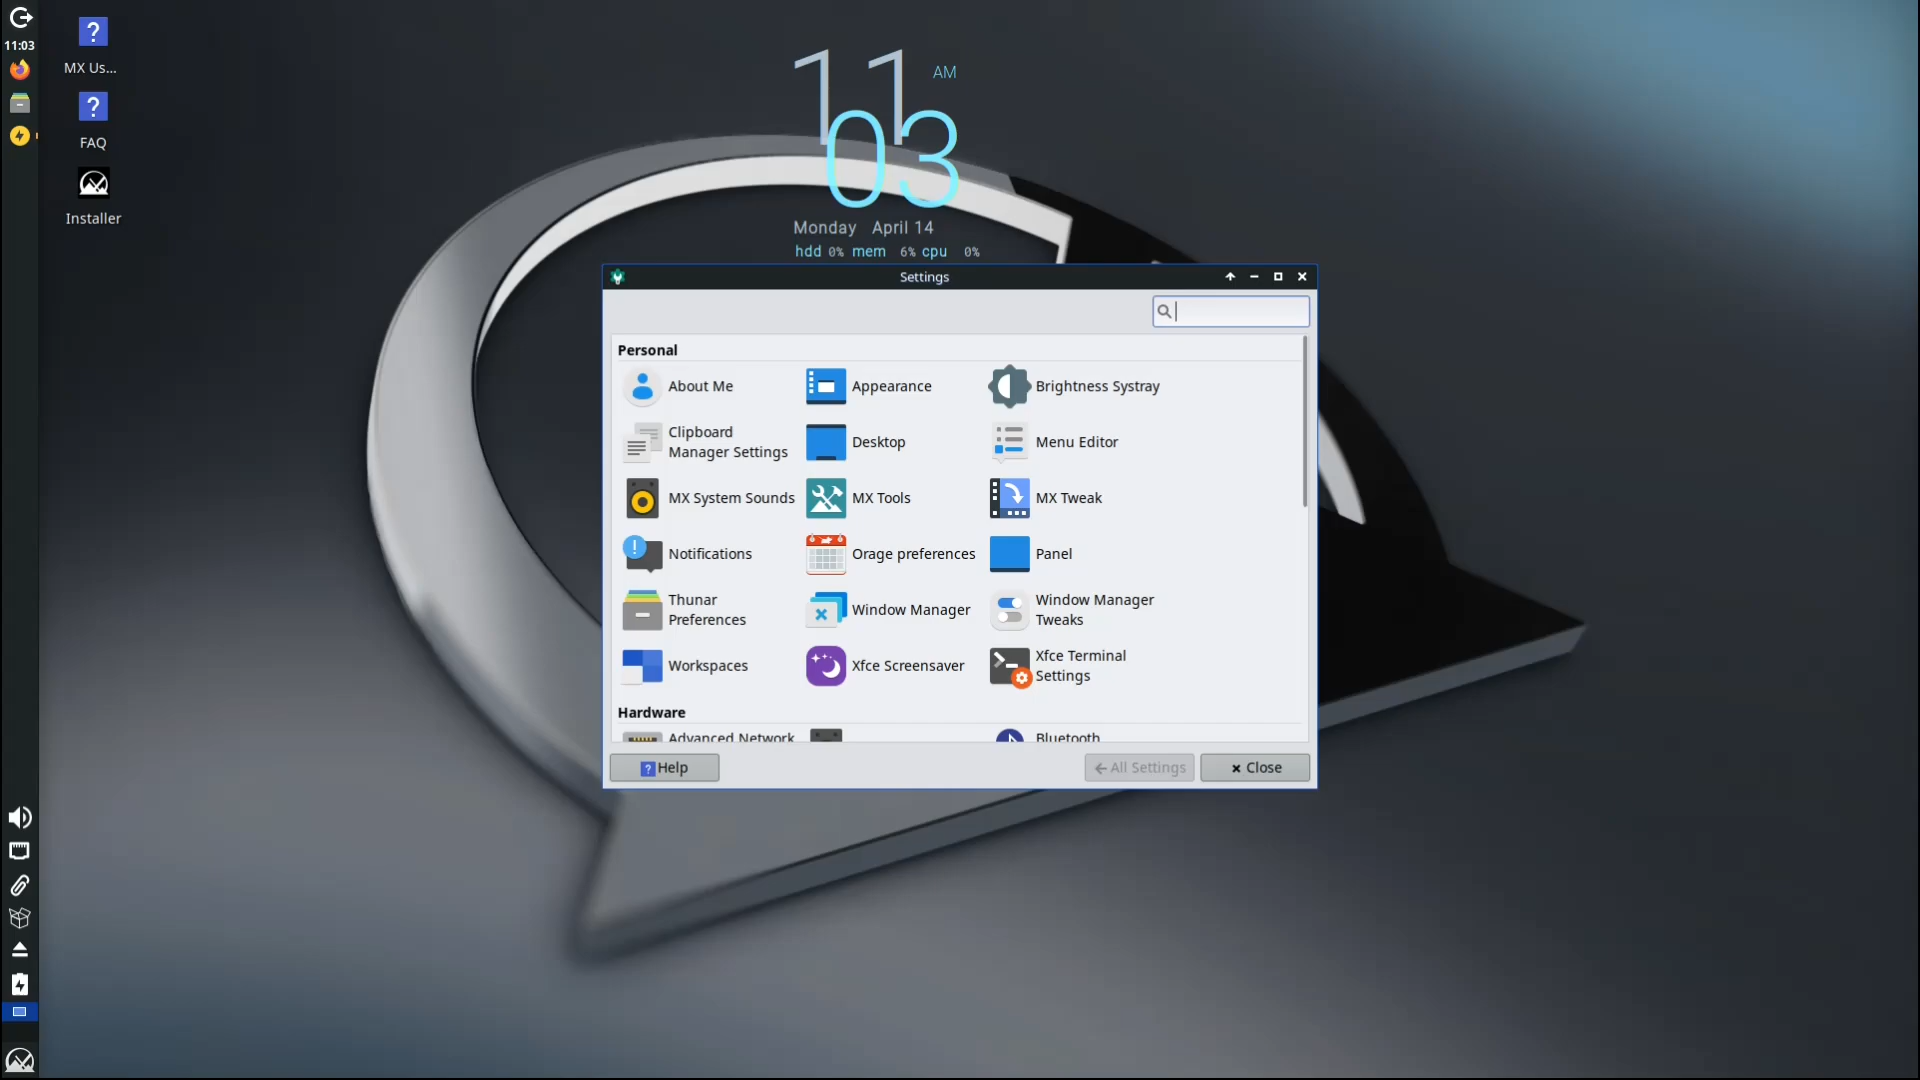 11:03
MX Us...
FAQ
Installer
11 AM
03
Monday April 14
hdd 0% mem 6% cpu 0%
Settings
Personal
About Me
Appearance
Brightness Systray
Clipboard
Manager Settings
Desktop
Menu Editor
MX System Sounds
MX Tools
MX Tweak
Notifications
Orage preferences
Panel
Thunar
Preferences
Window Manager
Window Manager
Tweaks
Workspaces
Xfce Screensaver
Xfce Terminal
Settings
Hardware
Advanced Network
Bluetooth
Help
All Settings
Close